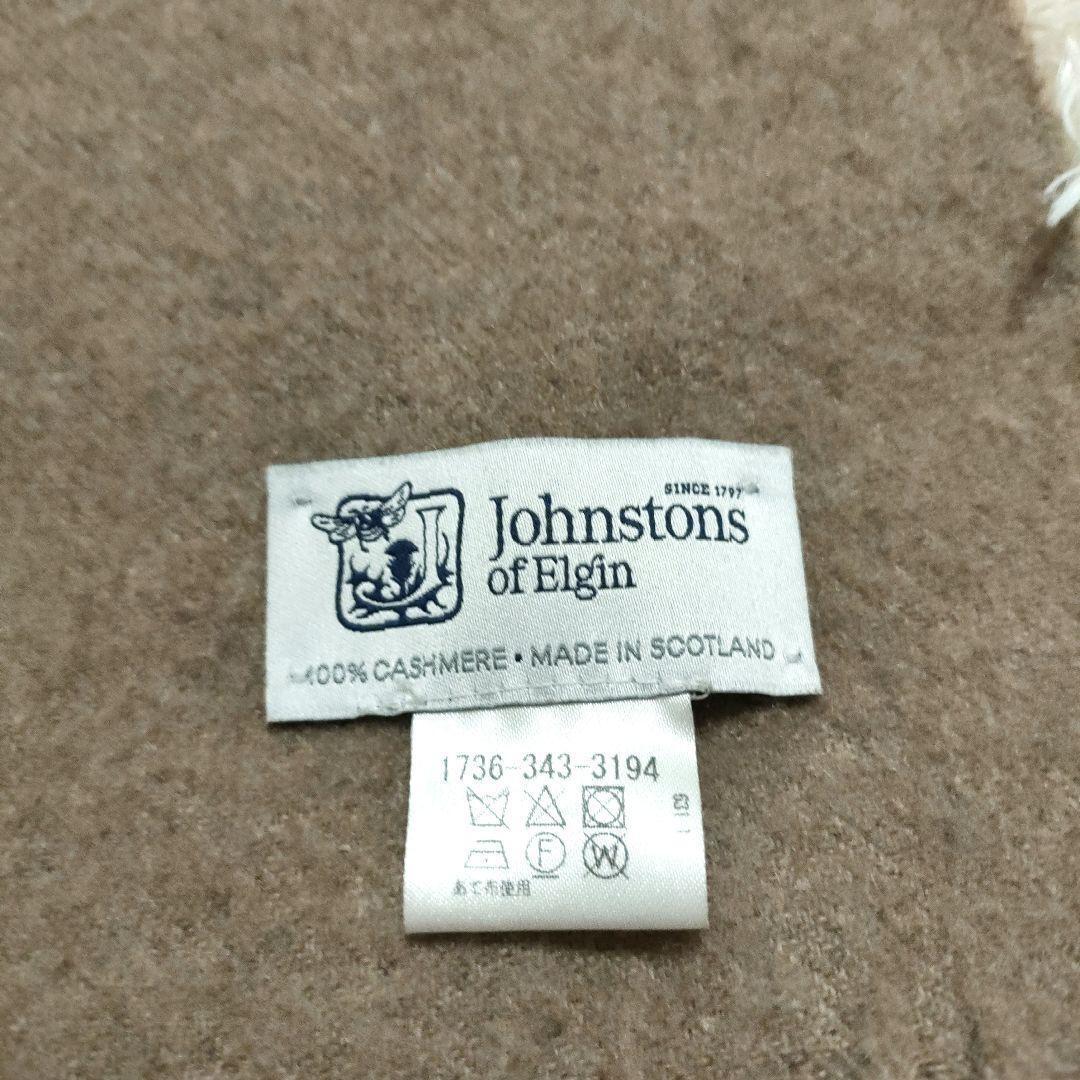 SINCE 1797
Johnstons
of Elgin
100% CASHMERE • MADE IN SCOTLAND
1736-343-3194
F W
あて布使用